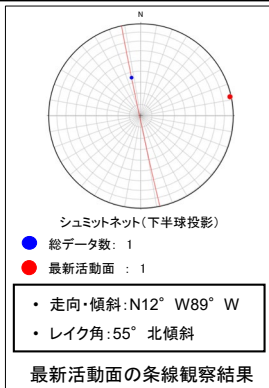 N
シュミットネット(下半球投影)
総データ数: 1
最新活動面 : 1
・ 走向・傾斜:N12° W89° W
・ レイク角:55° 北傾斜
最新活動面の条線観察結果